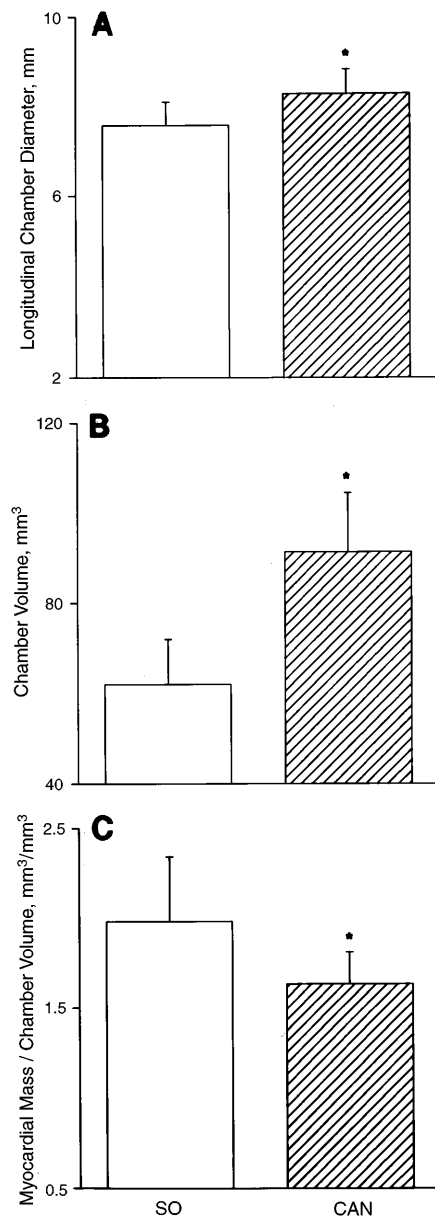 A
Longitudinal Chamber Diameter, mm
10
6
2
*
B
Chamber Volume, mm³
120
80
40
*
C
Myocardial Mass / Chamber Volume, mm³/mm³
2.5
1.5
0.5
*
SO CAN